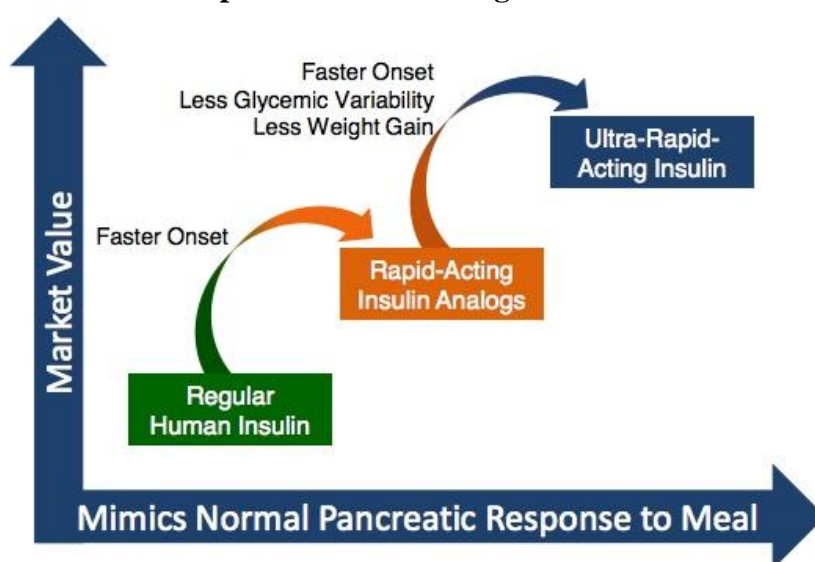 Faster Onset
Less Glycemic Variability
Less Weight Gain
Ultra-Rapid-
Acting Insulin
Faster Onset
Rapid-Acting
Insulin Analogs
Regular
Human Insulin
Market Value
Mimics Normal Pancreatic Response to Meal